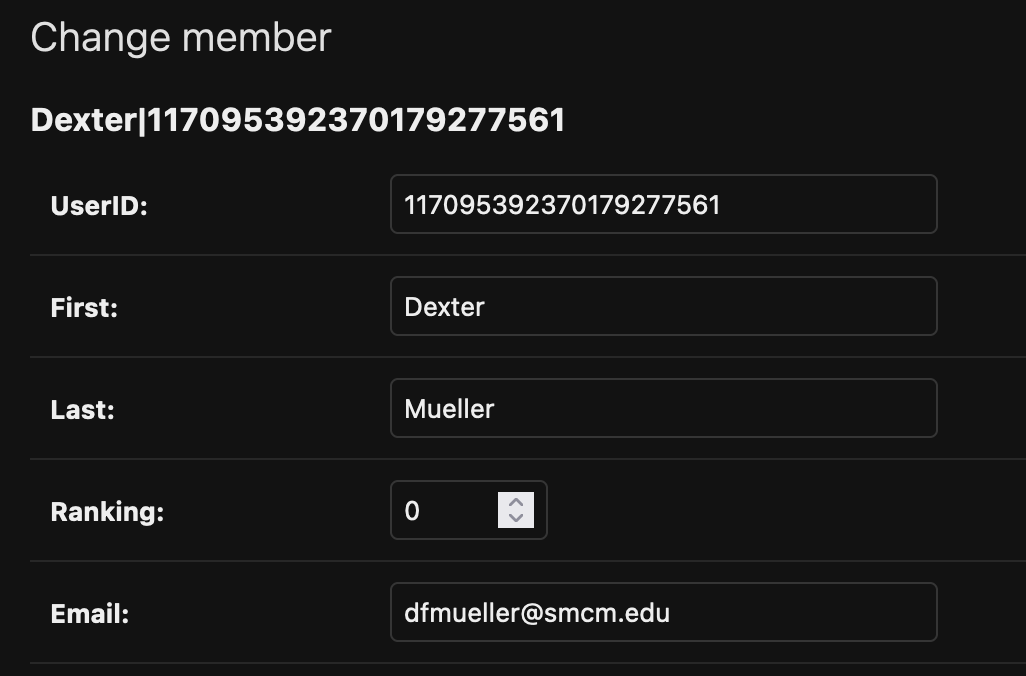 Change member
Dexter|117095392370179277561
UserID: 117095392370179277561
First: Dexter
Last: Mueller
Ranking: 0
Email: dfmueller@smcm.edu